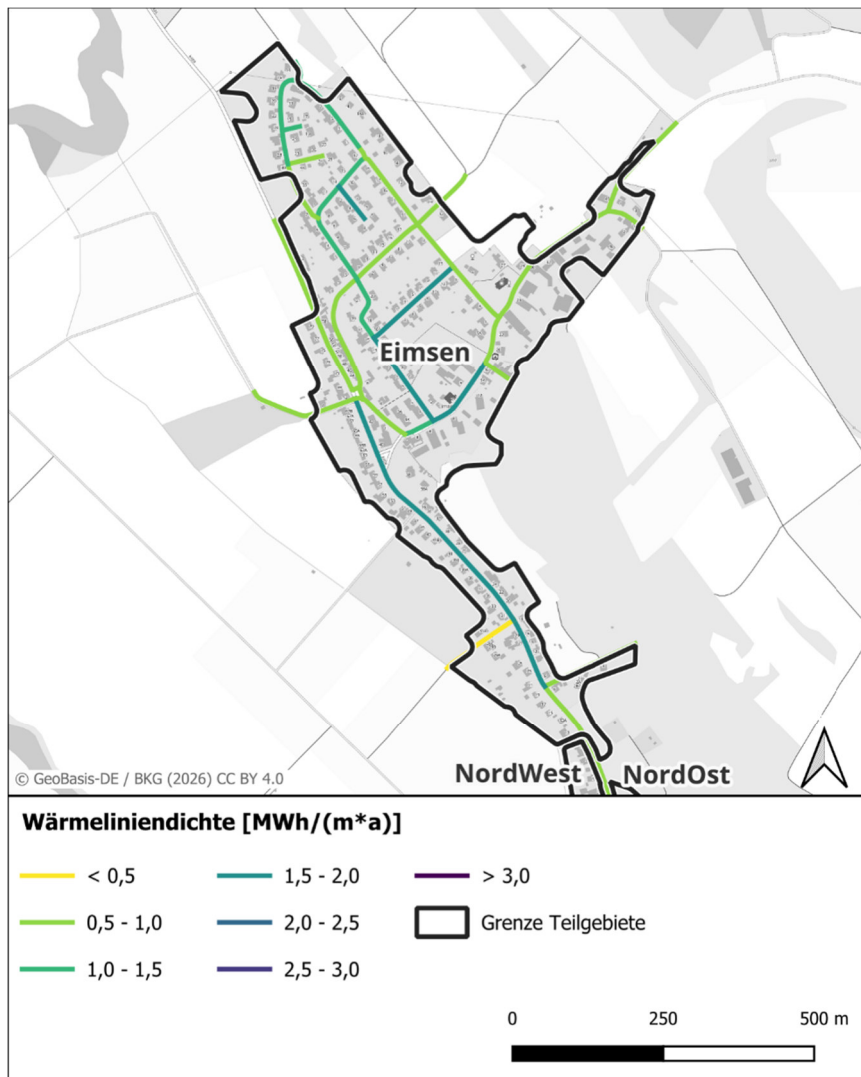 Eimsen
© GeoBasis-DE / BKG (2026) CC BY 4.0
NordWest
NordOst
Wärmeliniendichte [MWh/(m*a)]
< 0,5
1,5 - 2,0
> 3,0
0,5 - 1,0
2,0 - 2,5
Grenze Teilgebiete
1,0 - 1,5
2,5 - 3,0
0
250
500 m